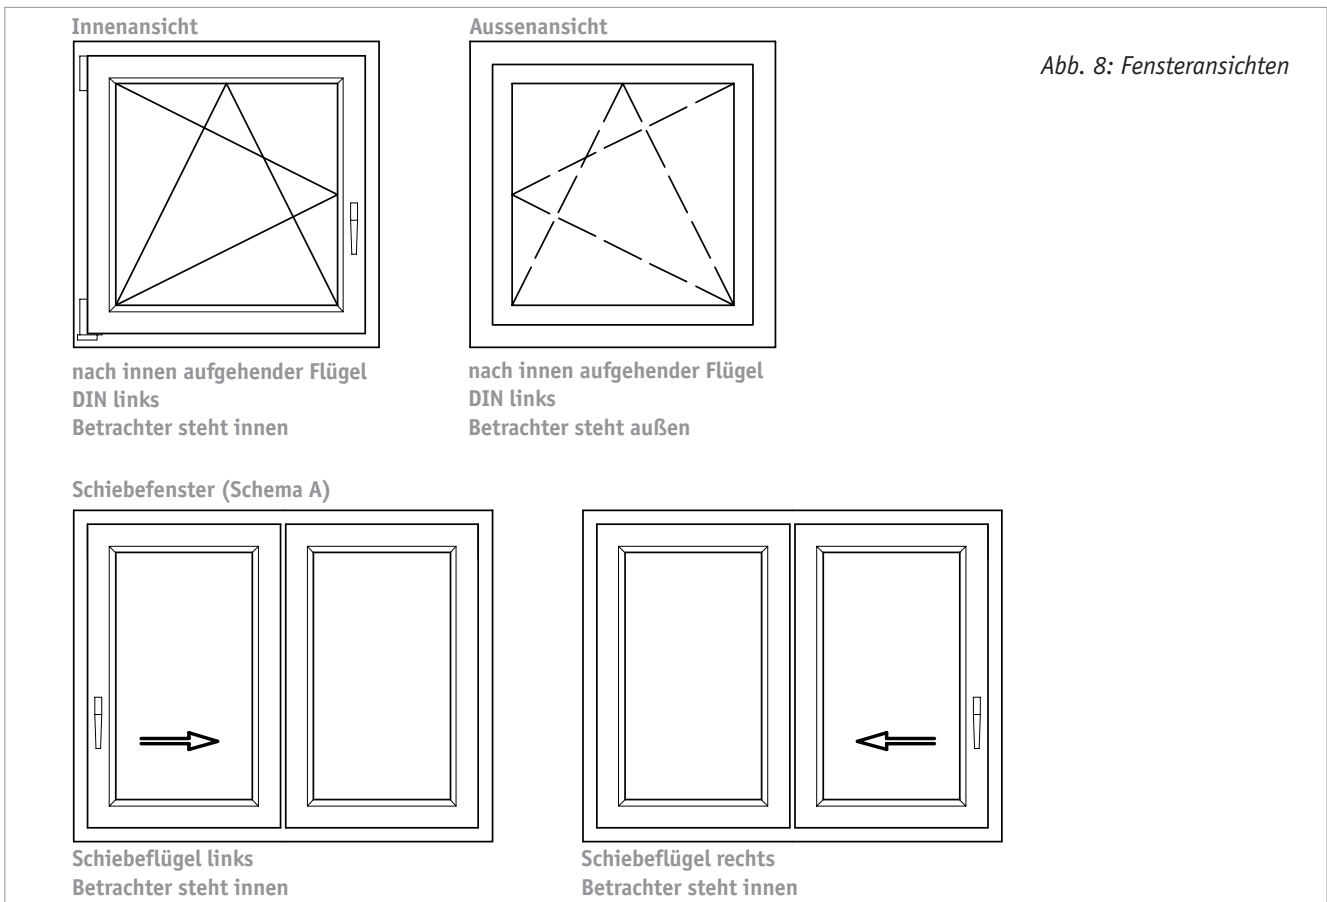 Innenansicht
Aussenansicht
Abb. 8: Fensteransichten
nach innen aufgehender Flügel
DIN links
Betrachter steht innen
nach innen aufgehender Flügel
DIN links
Betrachter steht außen
Schiebefenster (Schema A)
Schiebeflügel links
Betrachter steht innen
Schiebeflügel rechts
Betrachter steht innen